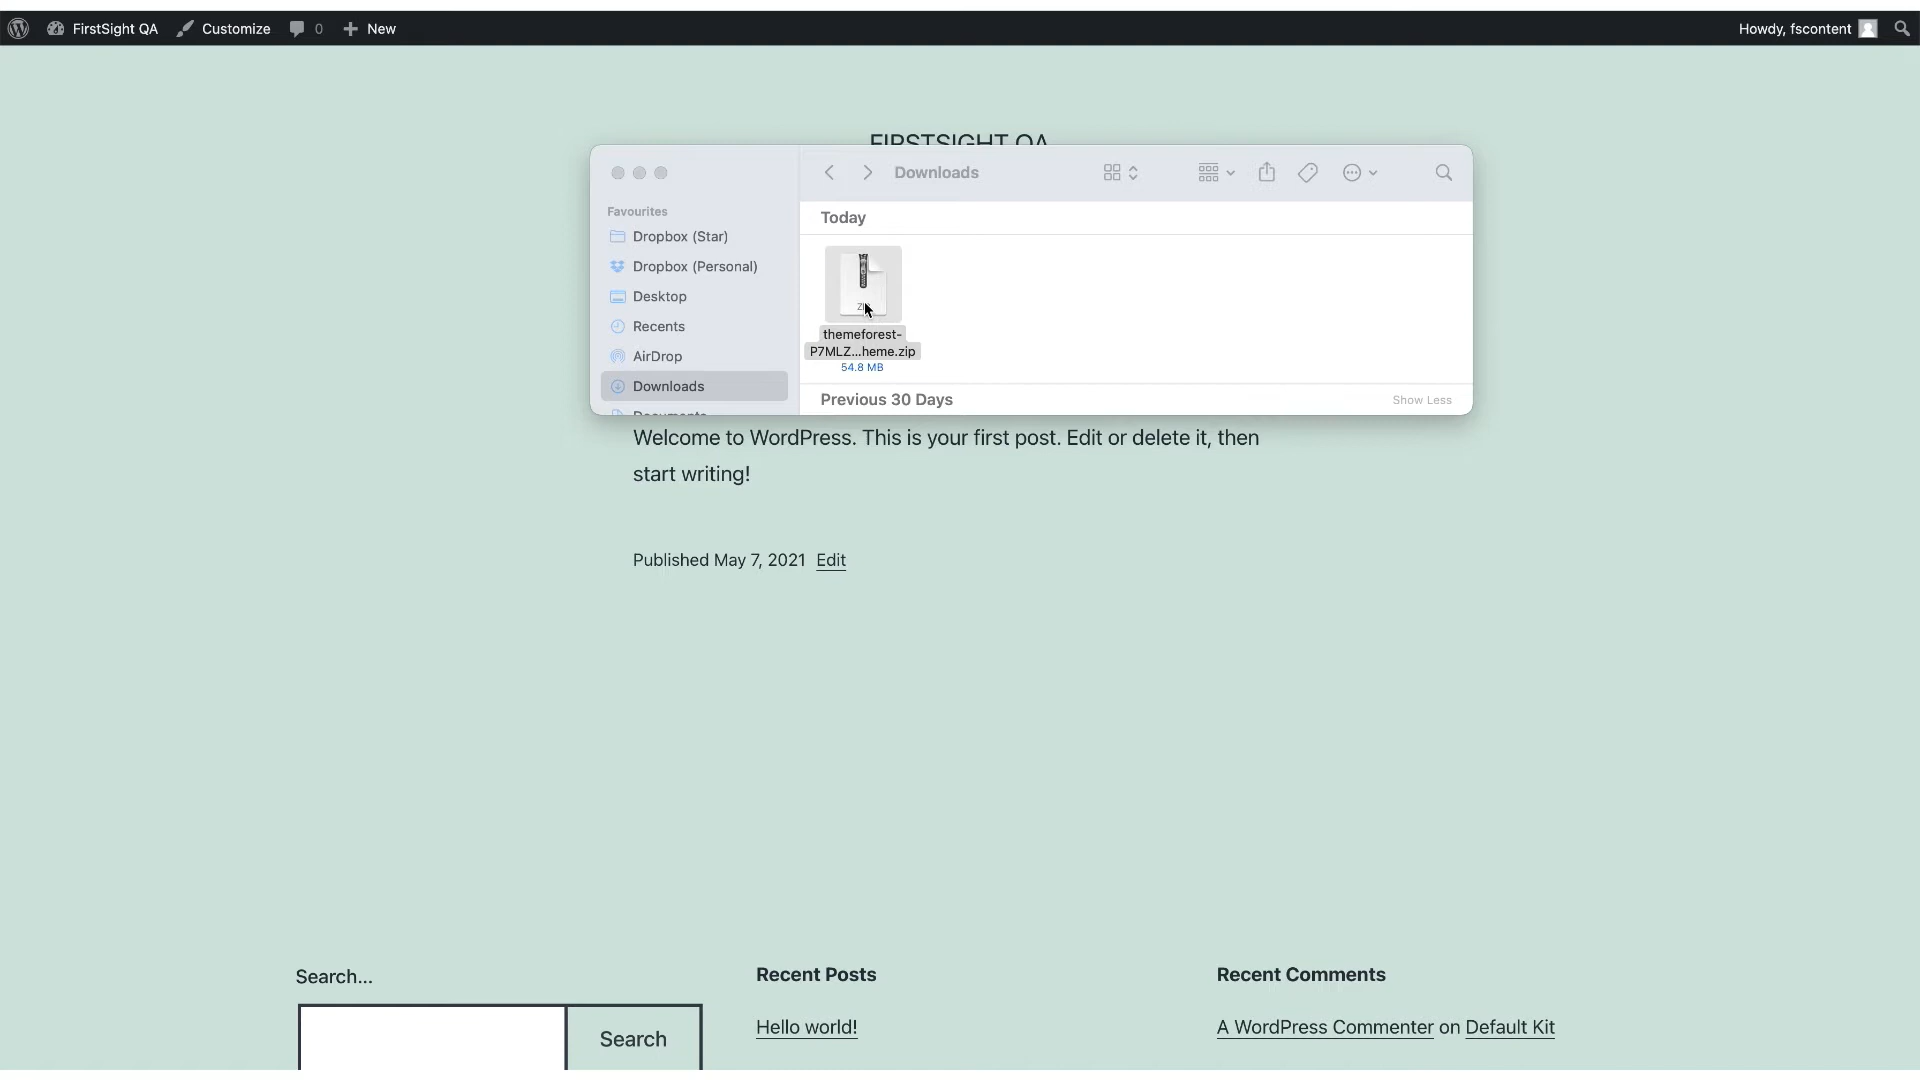 FirstSight QA Customize 0 New Howdy, fscontent
FIRSTSIGHT QA
Downloads
Favourites
Dropbox (Star)
Dropbox (Personal)
Desktop
Recents
AirDrop
Downloads
Documents
Today
ZIP
themeforest-
P7MLZ...heme.zip
54.8 MB
Previous 30 Days Show Less
Welcome to WordPress. This is your first post. Edit or delete it, then
start writing!
Published May 7, 2021 Edit
Search...
Search
Recent Posts
Hello world!
Recent Comments
A WordPress Commenter on Default Kit